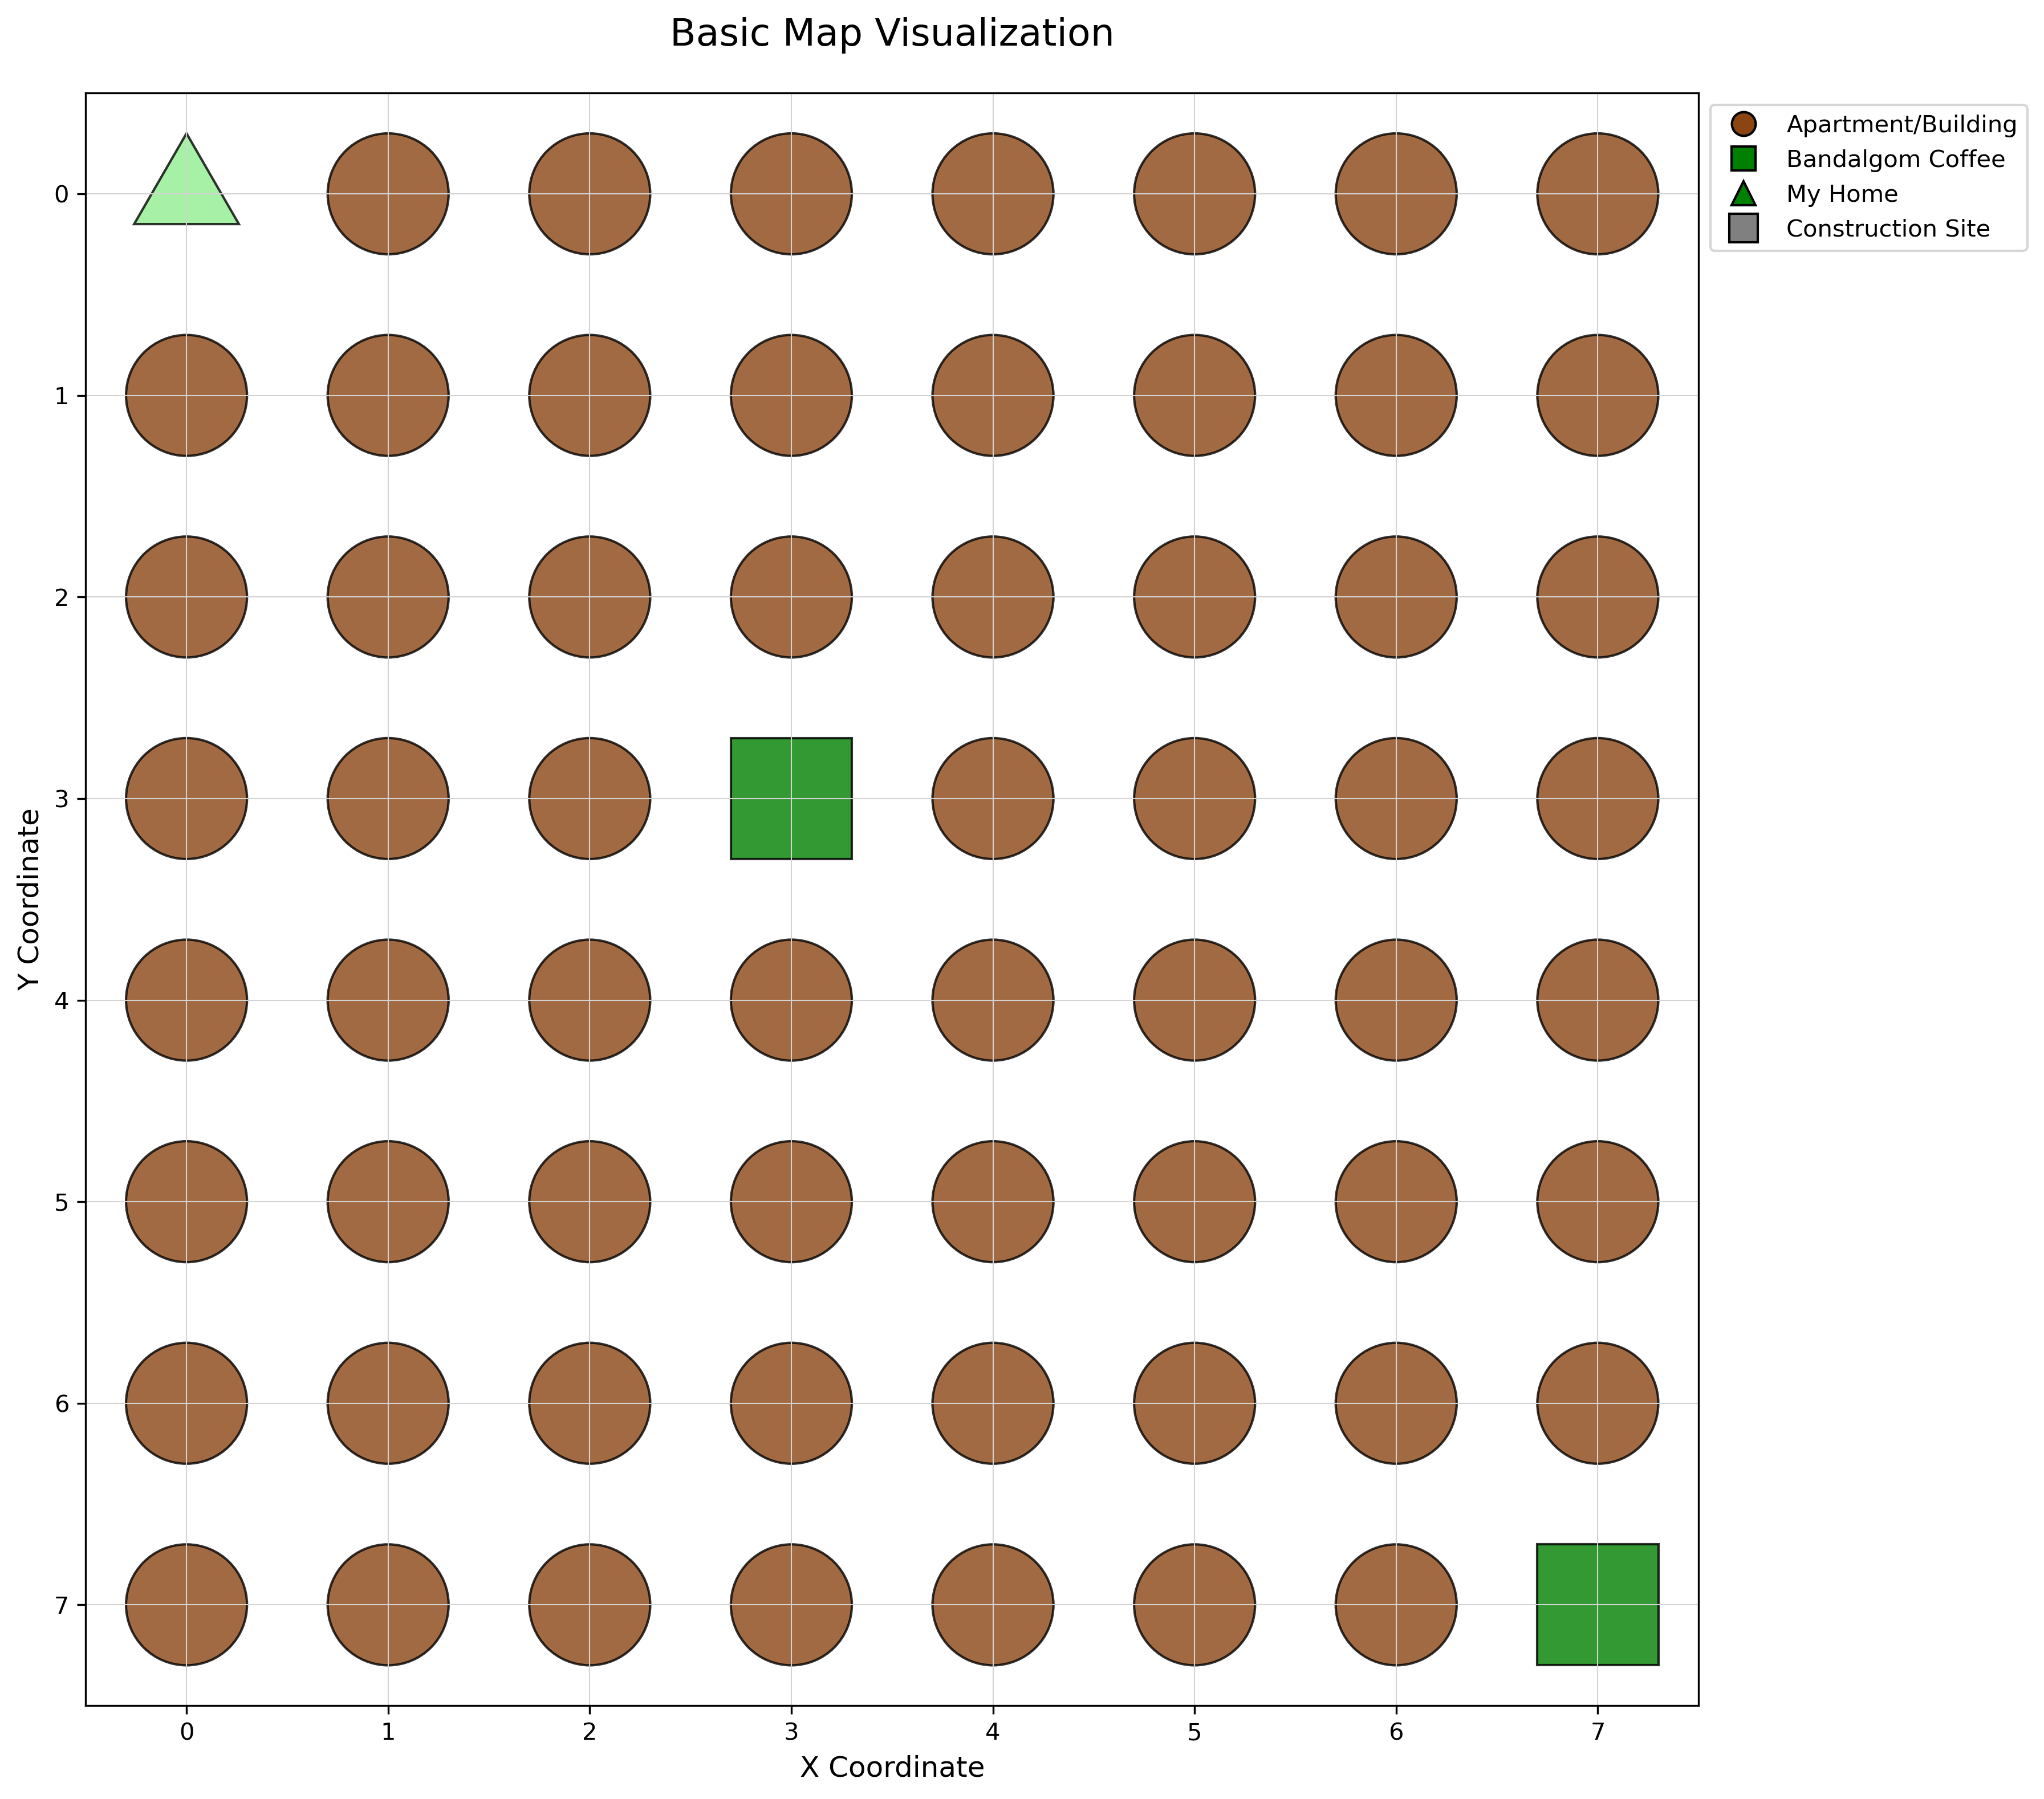 Basic Map Visualization
Apartment/Building
Bandalgom Coffee
My Home
Construction Site
0
1
2
3
4
5
6
7
Y Coordinate
0 1 2 3 4 5 6 7
X Coordinate